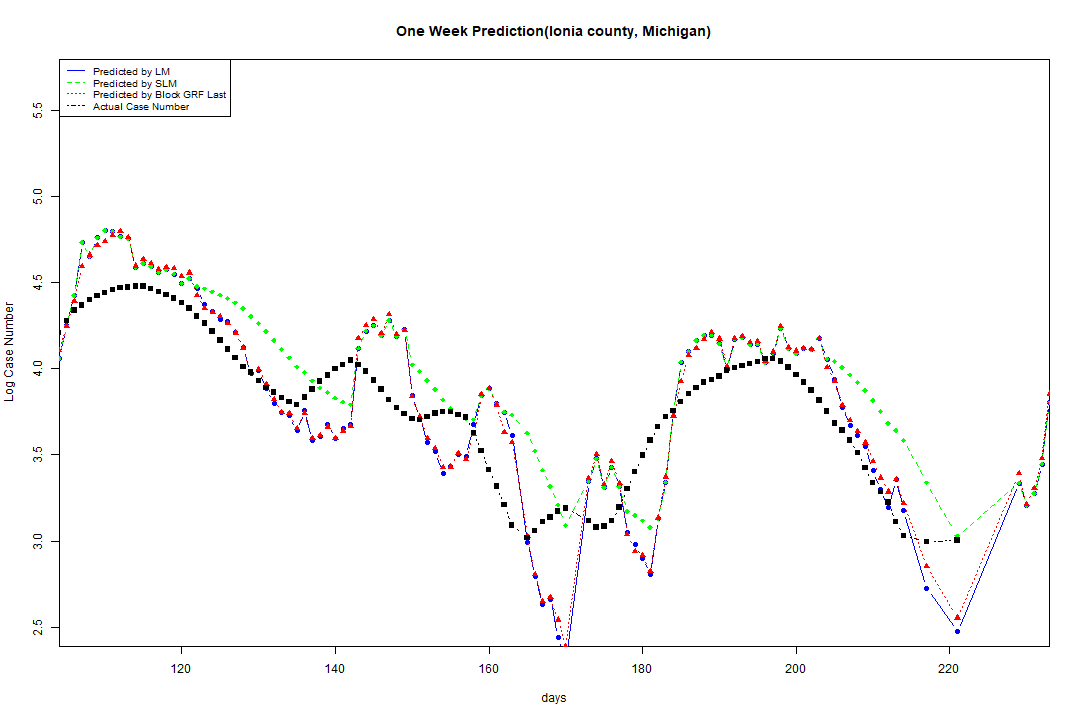 One Week Prediction(Ionia county, Michigan)
Predicted by LM
Predicted by SLM
Predicted by Block GRF Last
Actual Case Number
5.5
5.0
4.5
4.0
3.5
3.0
2.5
Log Case Number
120 140 160 180 200 220
days